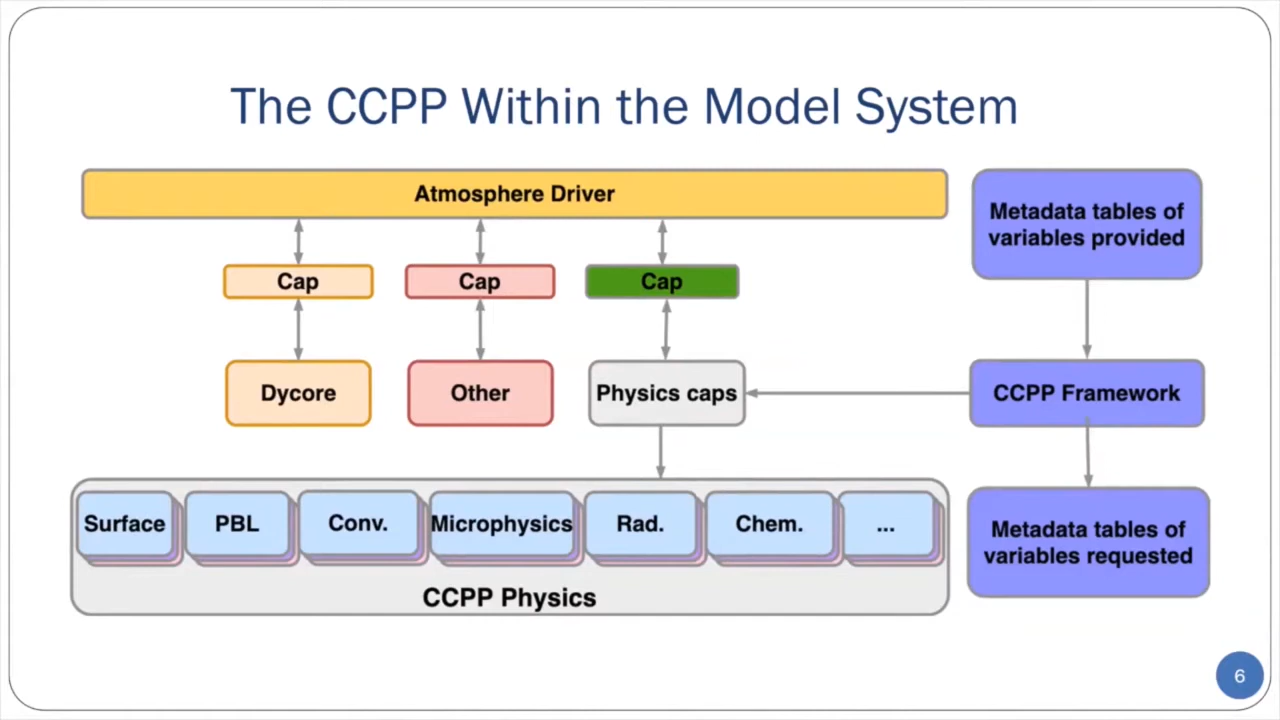 The CCPP Within the Model System
Atmosphere Driver
Metadata tables of
variables provided
Cap
Cap
Cap
Dycore
Other
Physics caps
CCPP Framework
Surface
PBL
Conv.
Microphysics
Rad.
Chem.
...
Metadata tables of
variables requested
CCPP Physics
6